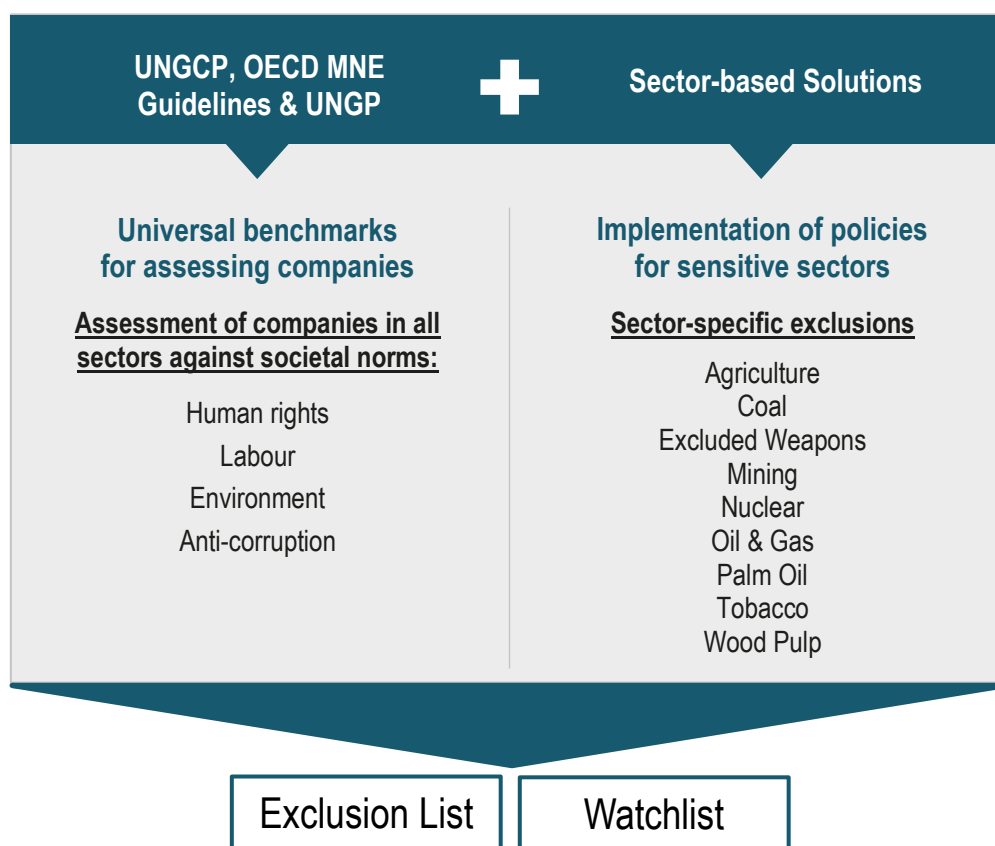 UNGCP, OECD MNE
Guidelines & UNGP
Sector-based Solutions
Universal benchmarks
for assessing companies
Assessment of companies in all
sectors against societal norms:
Human rights
Labour
Environment
Anti-corruption
Implementation of policies
for sensitive sectors
Sector-specific exclusions
Agriculture
Coal
Excluded Weapons
Mining
Nuclear
Oil & Gas
Palm Oil
Tobacco
Wood Pulp
Exclusion List
Watchlist